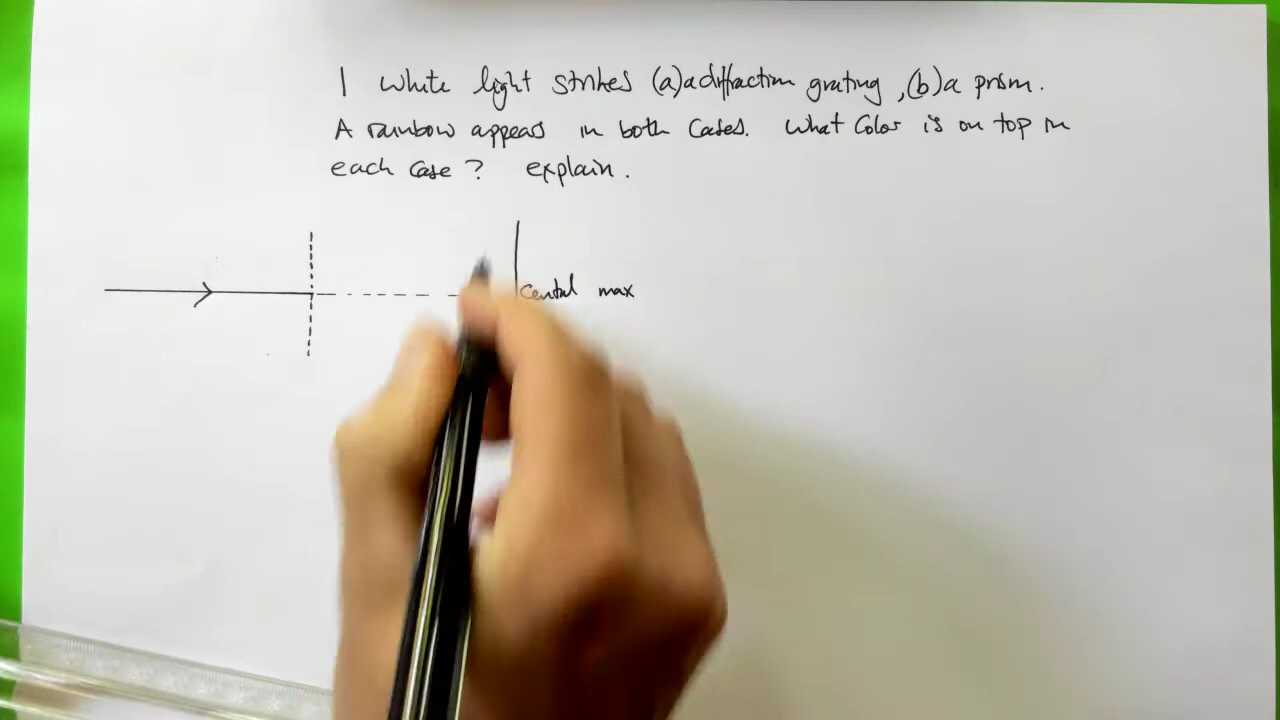 1 White light strikes (a) a diffraction grating, (b) a prism.
A rainbow appears in both cases. What color is on top in
each case? explain.
central max